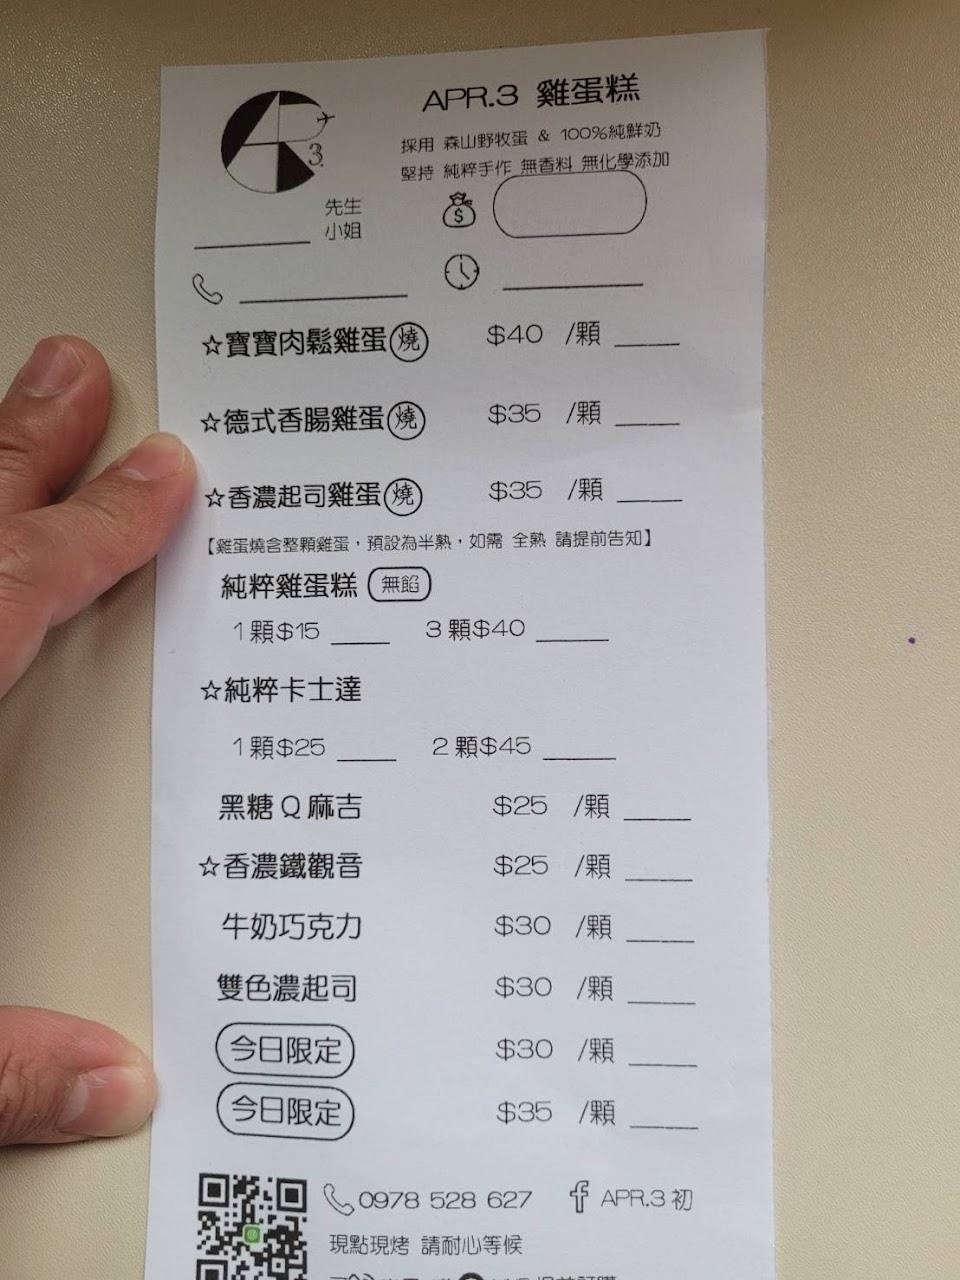 APR.3 雞蛋糕
採用 森山野牧蛋 & 100%純鮮奶
堅持 純粹手作 無香料 無化學添加
3.
先生
小姐
☆寶寶肉鬆雞蛋燒 $40 /顆
☆德式香腸雞蛋燒 $35 /顆
☆香濃起司雞蛋燒 $35 /顆
【雞蛋燒含整顆雞蛋，預設為半熟，如需 全熟 請提前告知】
純粹雞蛋糕 無餡
1顆$15 3顆$40
☆純粹卡士達
1顆$25 2顆$45
黑糖Q麻吉 $25 /顆
☆香濃鐵觀音 $25 /顆
牛奶巧克力 $30 /顆
雙色濃起司 $30 /顆
今日限定 $30 /顆
今日限定 $35 /顆
0978 528 627 f APR.3 初
現點現烤 請耐心等候